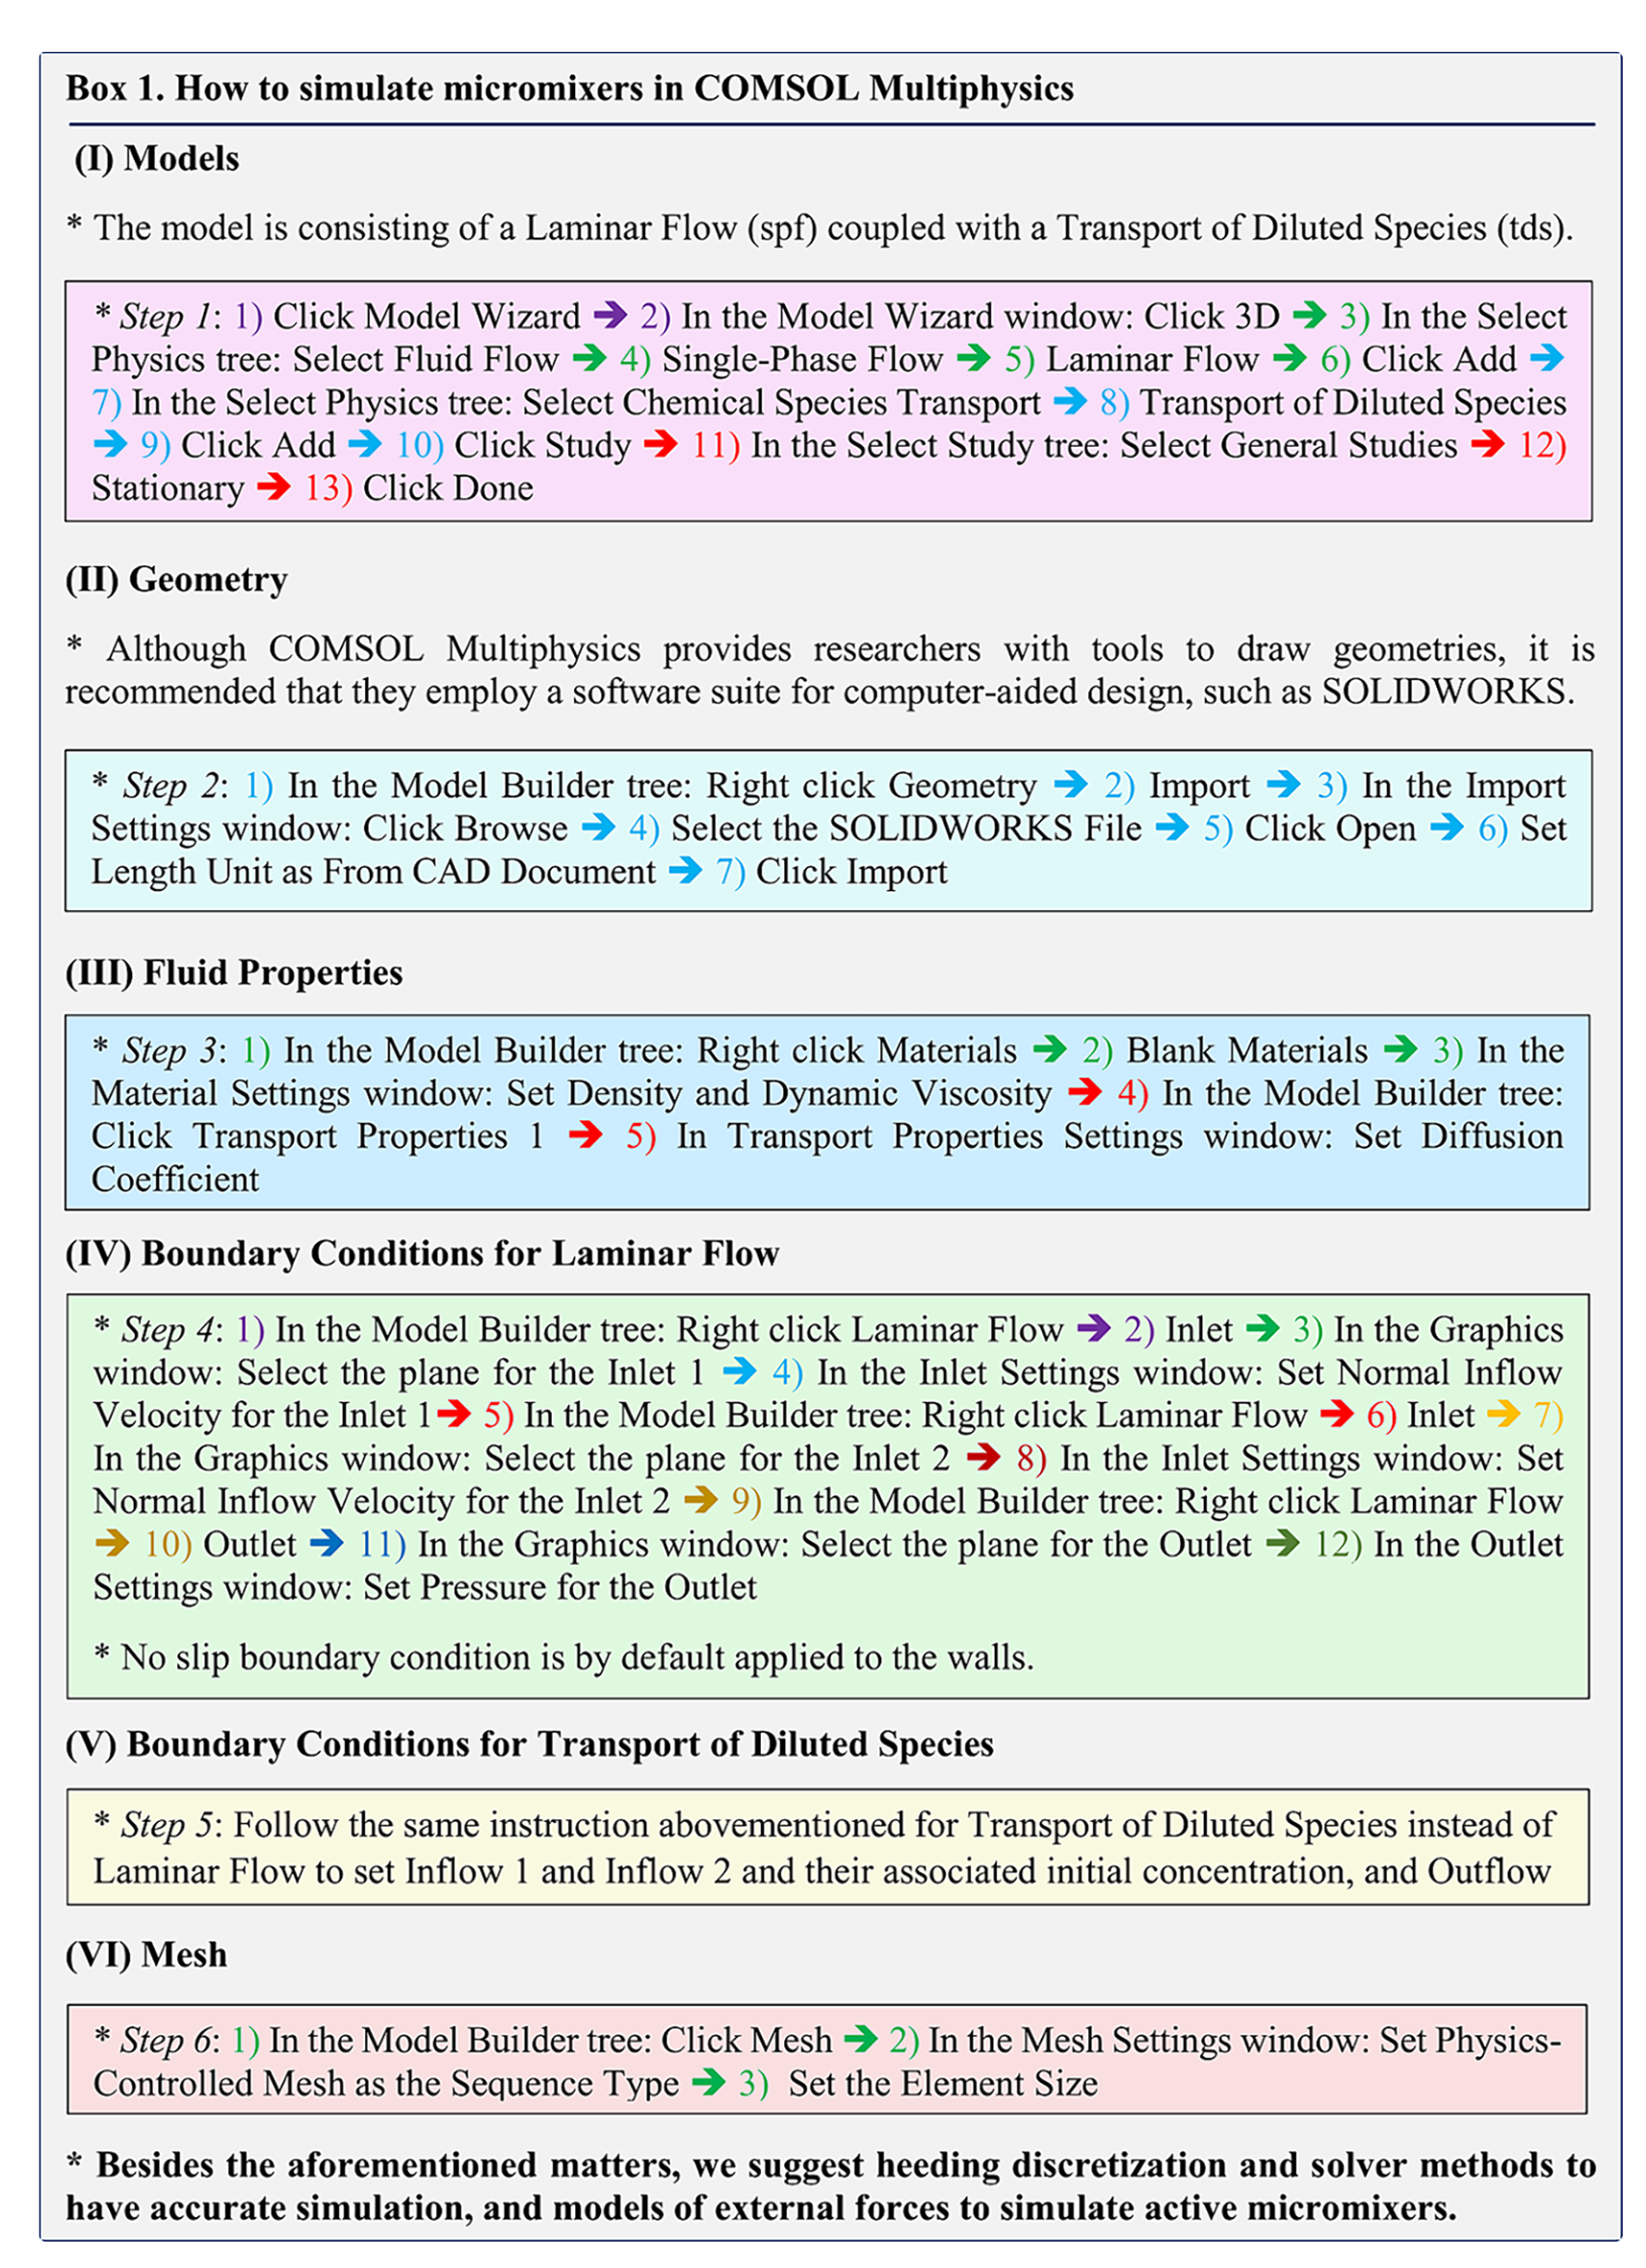 Box 1. How to simulate micromixers in COMSOL Multiphysics
(I) Models
* The model is consisting of a Laminar Flow (spf) coupled with a Transport of Diluted Species (tds).
* Step 1: 1) Click Model Wizard ➔ 2) In the Model Wizard window: Click 3D ➔ 3) In the Select
Physics tree: Select Fluid Flow ➔ 4) Single-Phase Flow ➔ 5) Laminar Flow ➔ 6) Click Add ➔
7) In the Select Physics tree: Select Chemical Species Transport ➔ 8) Transport of Diluted Species
➔ 9) Click Add ➔ 10) Click Study ➔ 11) In the Select Study tree: Select General Studies ➔ 12)
Stationary ➔ 13) Click Done
(II) Geometry
* Although COMSOL Multiphysics provides researchers with tools to draw geometries, it is
recommended that they employ a software suite for computer-aided design, such as SOLIDWORKS.
* Step 2: 1) In the Model Builder tree: Right click Geometry ➔ 2) Import ➔ 3) In the Import
Settings window: Click Browse ➔ 4) Select the SOLIDWORKS File ➔ 5) Click Open ➔ 6) Set
Length Unit as From CAD Document ➔ 7) Click Import
(III) Fluid Properties
* Step 3: 1) In the Model Builder tree: Right click Materials ➔ 2) Blank Materials ➔ 3) In the
Material Settings window: Set Density and Dynamic Viscosity ➔ 4) In the Model Builder tree:
Click Transport Properties 1 ➔ 5) In Transport Properties Settings window: Set Diffusion
Coefficient
(IV) Boundary Conditions for Laminar Flow
* Step 4: 1) In the Model Builder tree: Right click Laminar Flow ➔ 2) Inlet ➔ 3) In the Graphics
window: Select the plane for the Inlet 1 ➔ 4) In the Inlet Settings window: Set Normal Inflow
Velocity for the Inlet 1➔ 5) In the Model Builder tree: Right click Laminar Flow ➔ 6) Inlet ➔ 7)
In the Graphics window: Select the plane for the Inlet 2 ➔ 8) In the Inlet Settings window: Set
Normal Inflow Velocity for the Inlet 2 ➔ 9) In the Model Builder tree: Right click Laminar Flow
➔ 10) Outlet ➔ 11) In the Graphics window: Select the plane for the Outlet ➔ 12) In the Outlet
Settings window: Set Pressure for the Outlet
* No slip boundary condition is by default applied to the walls.
(V) Boundary Conditions for Transport of Diluted Species
* Step 5: Follow the same instruction abovementioned for Transport of Diluted Species instead of
Laminar Flow to set Inflow 1 and Inflow 2 and their associated initial concentration, and Outflow
(VI) Mesh
* Step 6: 1) In the Model Builder tree: Click Mesh ➔ 2) In the Mesh Settings window: Set Physics-
Controlled Mesh as the Sequence Type ➔ 3) Set the Element Size
* Besides the aforementioned matters, we suggest heeding discretization and solver methods to
have accurate simulation, and models of external forces to simulate active micromixers.